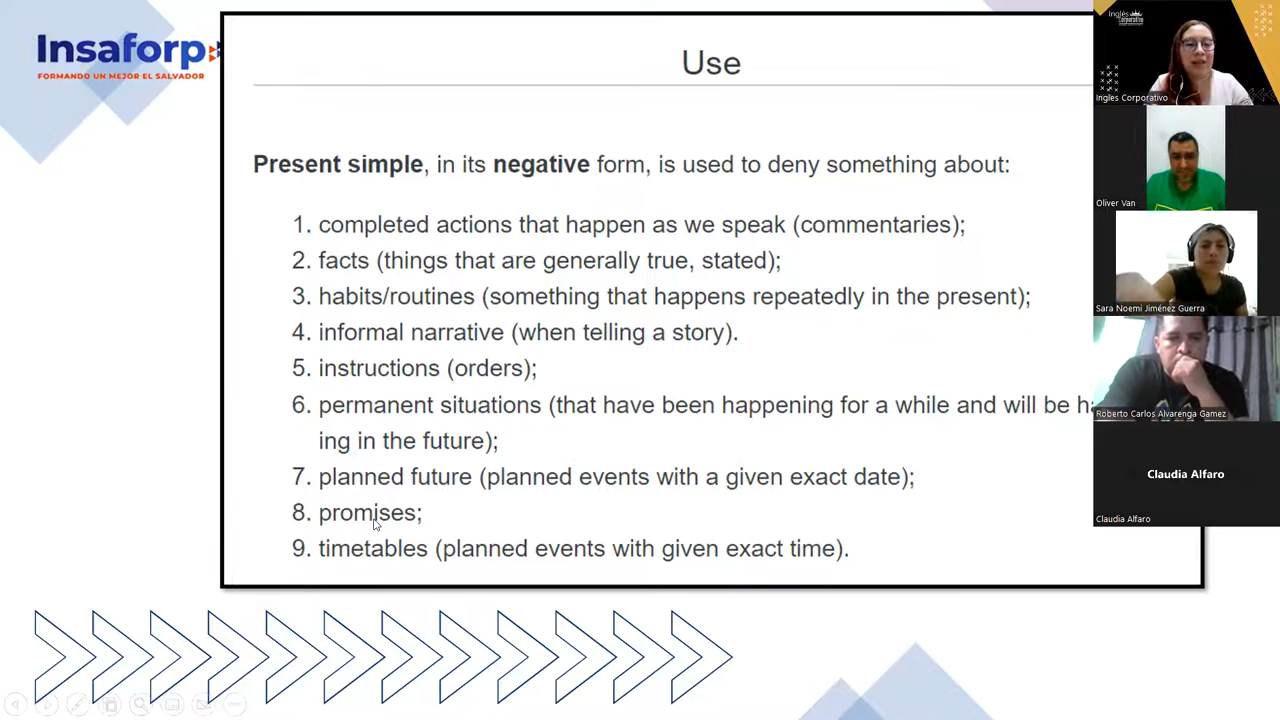 Insaforp
FORMANDO UN MEJOR EL SALVADOR
Use
Present simple, in its negative form, is used to deny something about:
1. completed actions that happen as we speak (commentaries);
2. facts (things that are generally true, stated);
3. habits/routines (something that happens repeatedly in the present);
4. informal narrative (when telling a story).
5. instructions (orders);
6. permanent situations (that have been happening for a while and will be ha
ing in the future);
7. planned future (planned events with a given exact date);
8. promises;
9. timetables (planned events with given exact time).
Inglés
Corporativo
Ingles Corporativo
Oliver Van
Sara Noemi Jiménez Guerra
Roberto Carlos Alvarenga Gamez
Claudia Alfaro
Claudia Alfaro